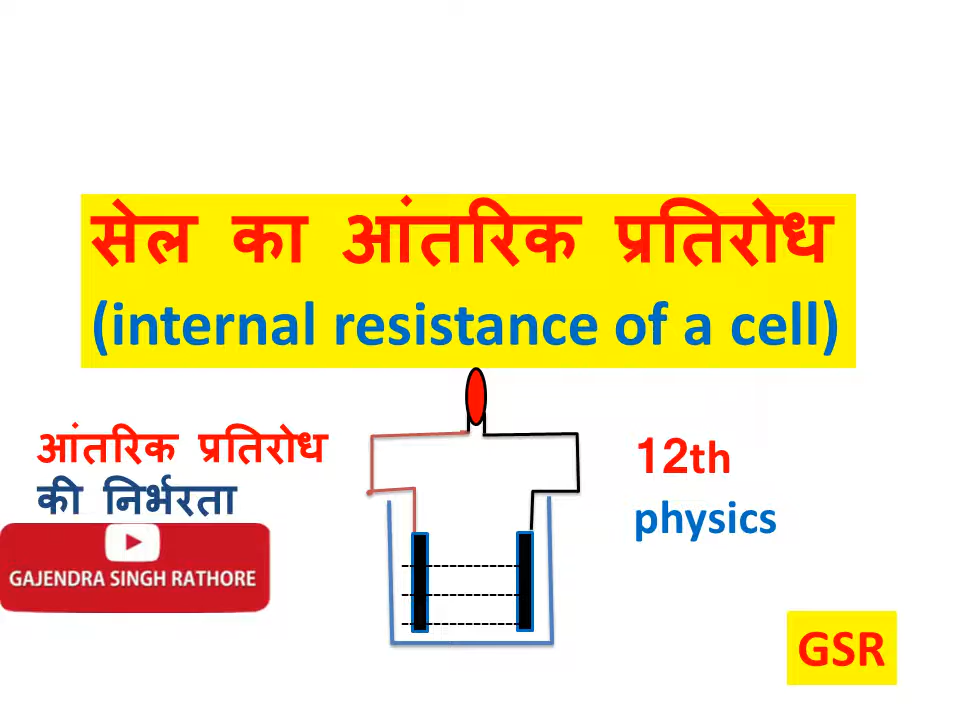 सेल का आंतरिक प्रतिरोध
(internal resistance of a cell)
आंतरिक प्रतिरोध
की निर्भरता
12th
physics
GAJENDRA SINGH RATHORE
GSR